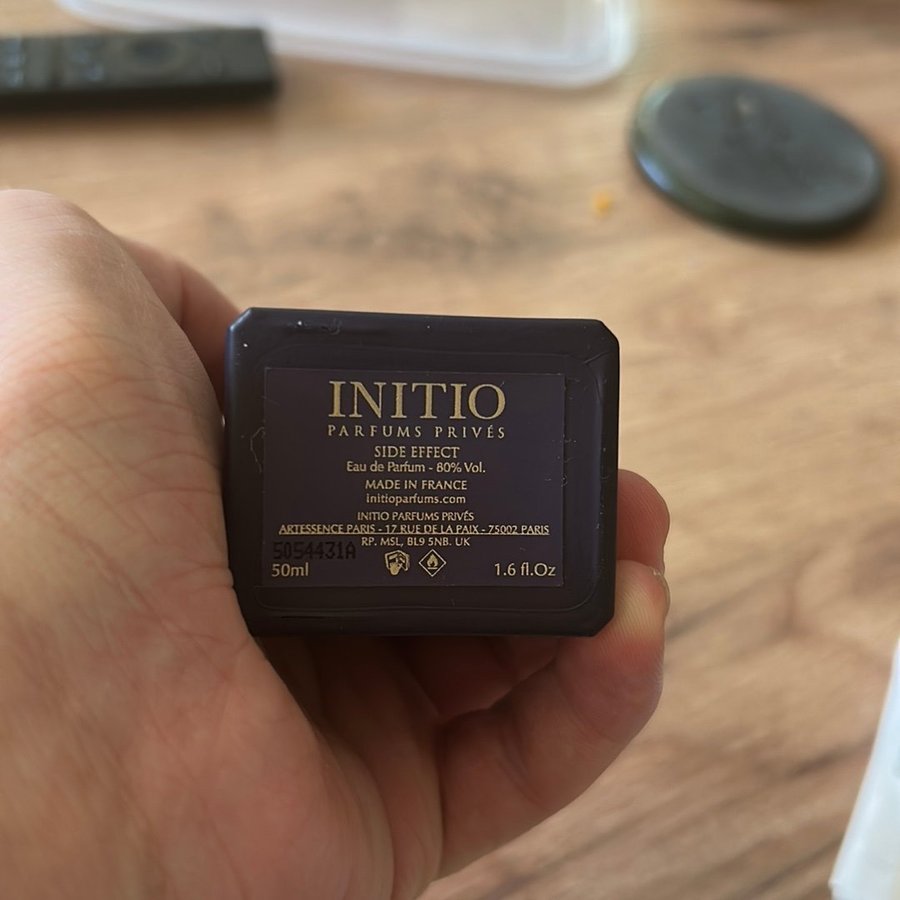 INITIO
PARFUMS PRIVÉS
SIDE EFFECT
Eau de Parfum - 80% Vol.
MADE IN FRANCE
initioparfums.com
INITIO PARFUMS PRIVÉS
ARTESSENCE PARIS - 17 RUE DE LA PAIX - 75002 PARIS
RP. MSL, BL9 5NB. UK
5054431A
50ml 1.6 fl.Oz